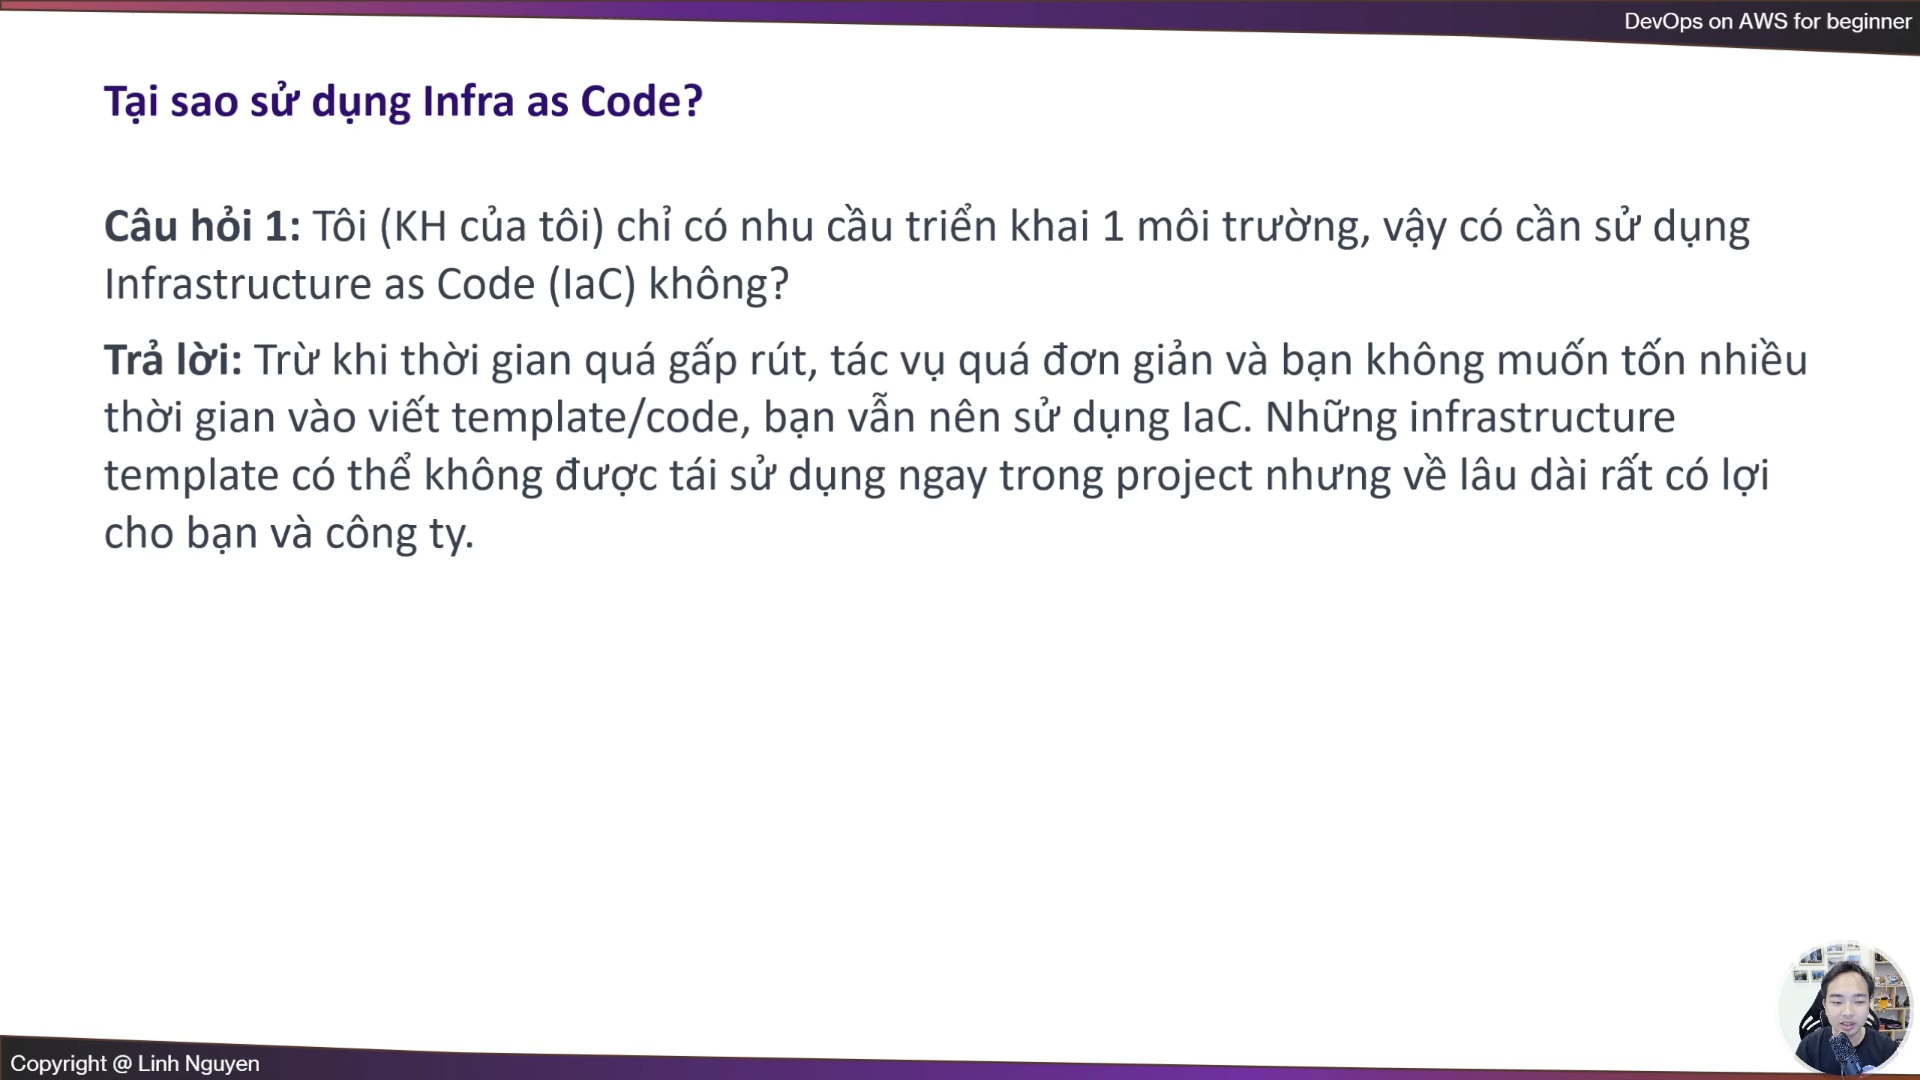 DevOps on AWS for beginner
Tại sao sử dụng Infra as Code?
Câu hỏi 1: Tôi (KH của tôi) chỉ có nhu cầu triển khai 1 môi trường, vậy có cần sử dụng
Infrastructure as Code (IaC) không?
Trả lời: Trừ khi thời gian quá gấp rút, tác vụ quá đơn giản và bạn không muốn tốn nhiều
thời gian vào viết template/code, bạn vẫn nên sử dụng IaC. Những infrastructure
template có thể không được tái sử dụng ngay trong project nhưng về lâu dài rất có lợi
cho bạn và công ty.
Copyright @ Linh Nguyen